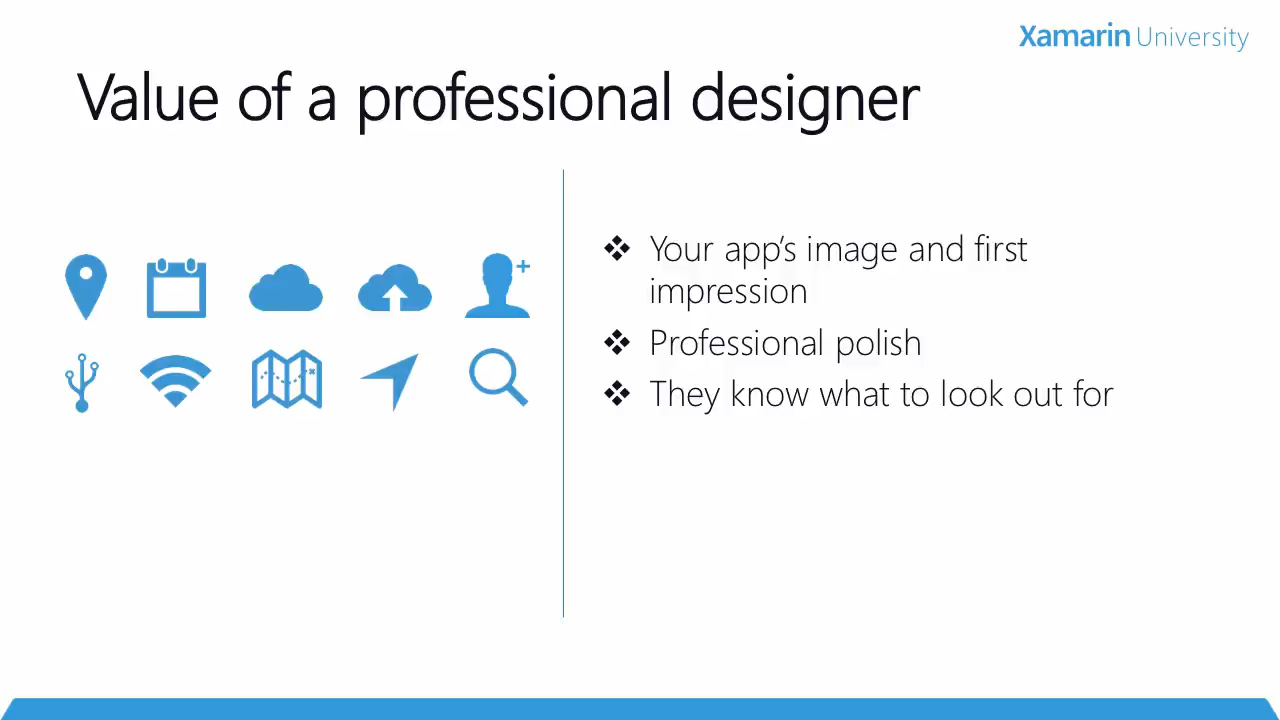 Xamarin University
Value of a professional designer
❖ Your app's image and first
impression
❖ Professional polish
❖ They know what to look out for